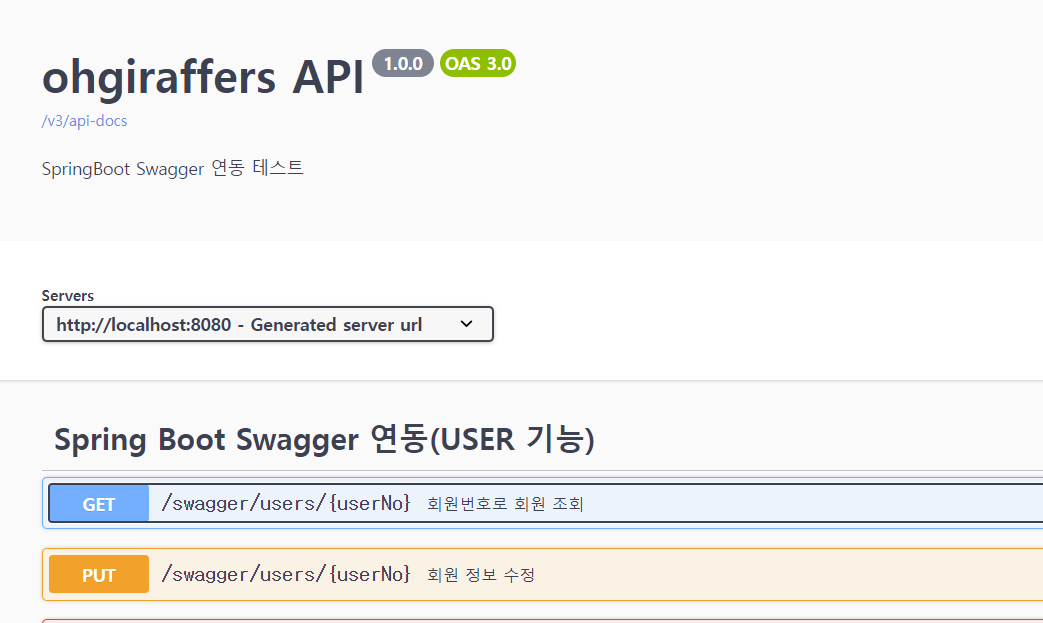 ohgiraffers API 1.0.0 OAS 3.0
/v3/api-docs
SpringBoot Swagger 연동 테스트
Servers
http://localhost:8080 - Generated server url
Spring Boot Swagger 연동(USER 기능)
GET /swagger/users/{userNo} 회원번호로 회원 조회
PUT /swagger/users/{userNo} 회원 정보 수정